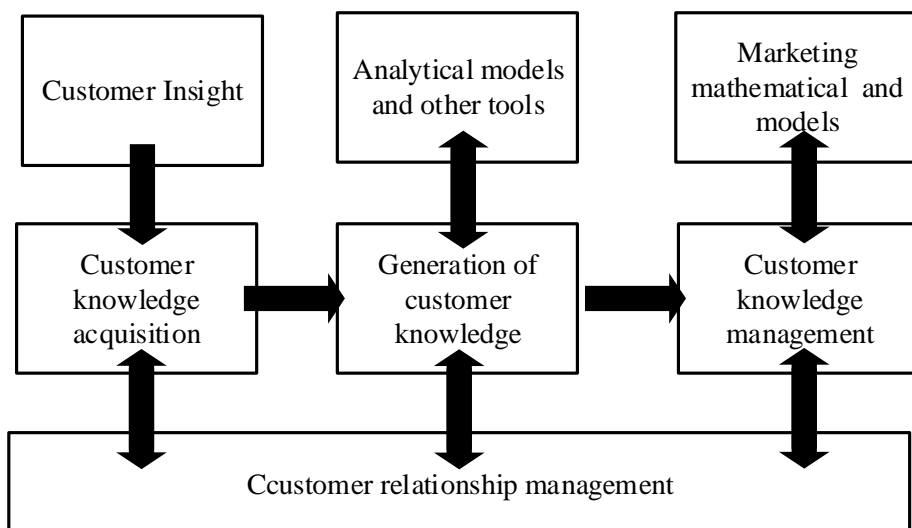 Customer Insight
Analytical models
and other tools
Marketing
mathematical and
models
Customer
knowledge
acquisition
Generation of
customer
knowledge
Customer
knowledge
management
Ccustomer relationship management